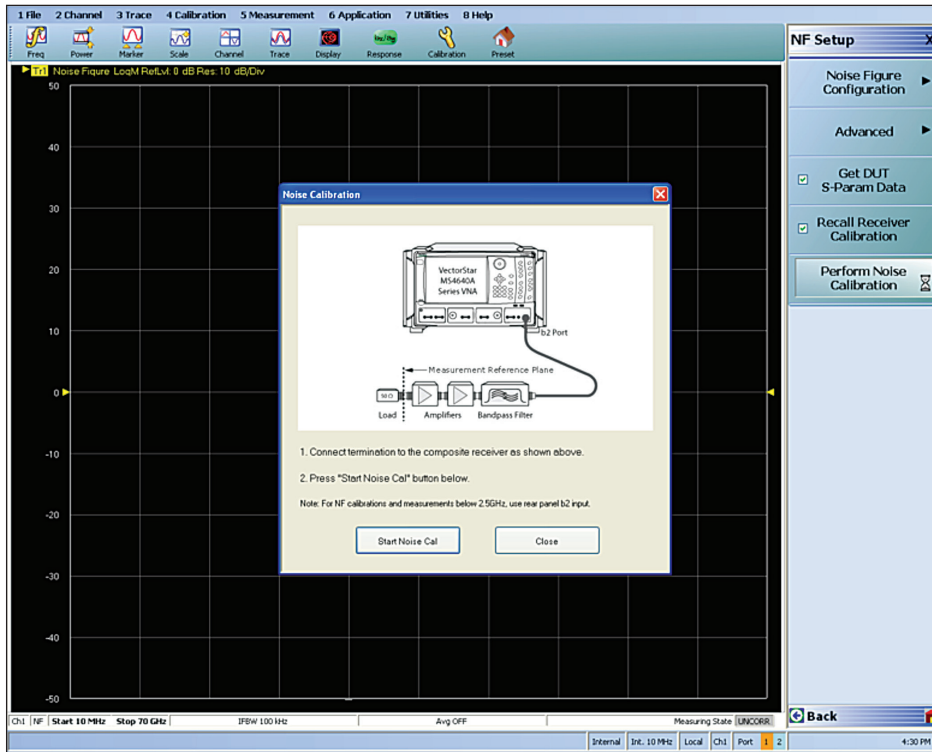 1 File 2 Channel 3 Trace 4 Calibration 5 Measurement 6 Application 7 Utilities 8 Help
Freq Power Marker Scale Channel Trace Display Response Calibration Preset
Tr1 Noise Figure LogM RefLvl: 0 dB Res: 10 dB/Div
50
40
30
20
10
0
-10
-20
-30
-40
-50
Noise Calibration
VectorStar
MS4640A
Series VNA
b2 Port
Measurement Reference Plane
50 Ω
Load Amplifiers Bandpass Filter
1. Connect termination to the composite receiver as shown above.
2. Press "Start Noise Cal" button below.
Note: For NF calibrations and measurements below 2.5GHz, use rear panel b2 input.
Start Noise Cal Close
NF Setup X
Noise Figure
Configuration
Advanced
Get DUT
S-Param Data
Recall Receiver
Calibration
Perform Noise
Calibration
Back
Ch1 NF Start 10 MHz Stop 70 GHz IFBW 100 kHz Avg OFF Measuring State UNCORR
Internal Int. 10 MHz Local Ch1 Port 1 2 4:30 PM